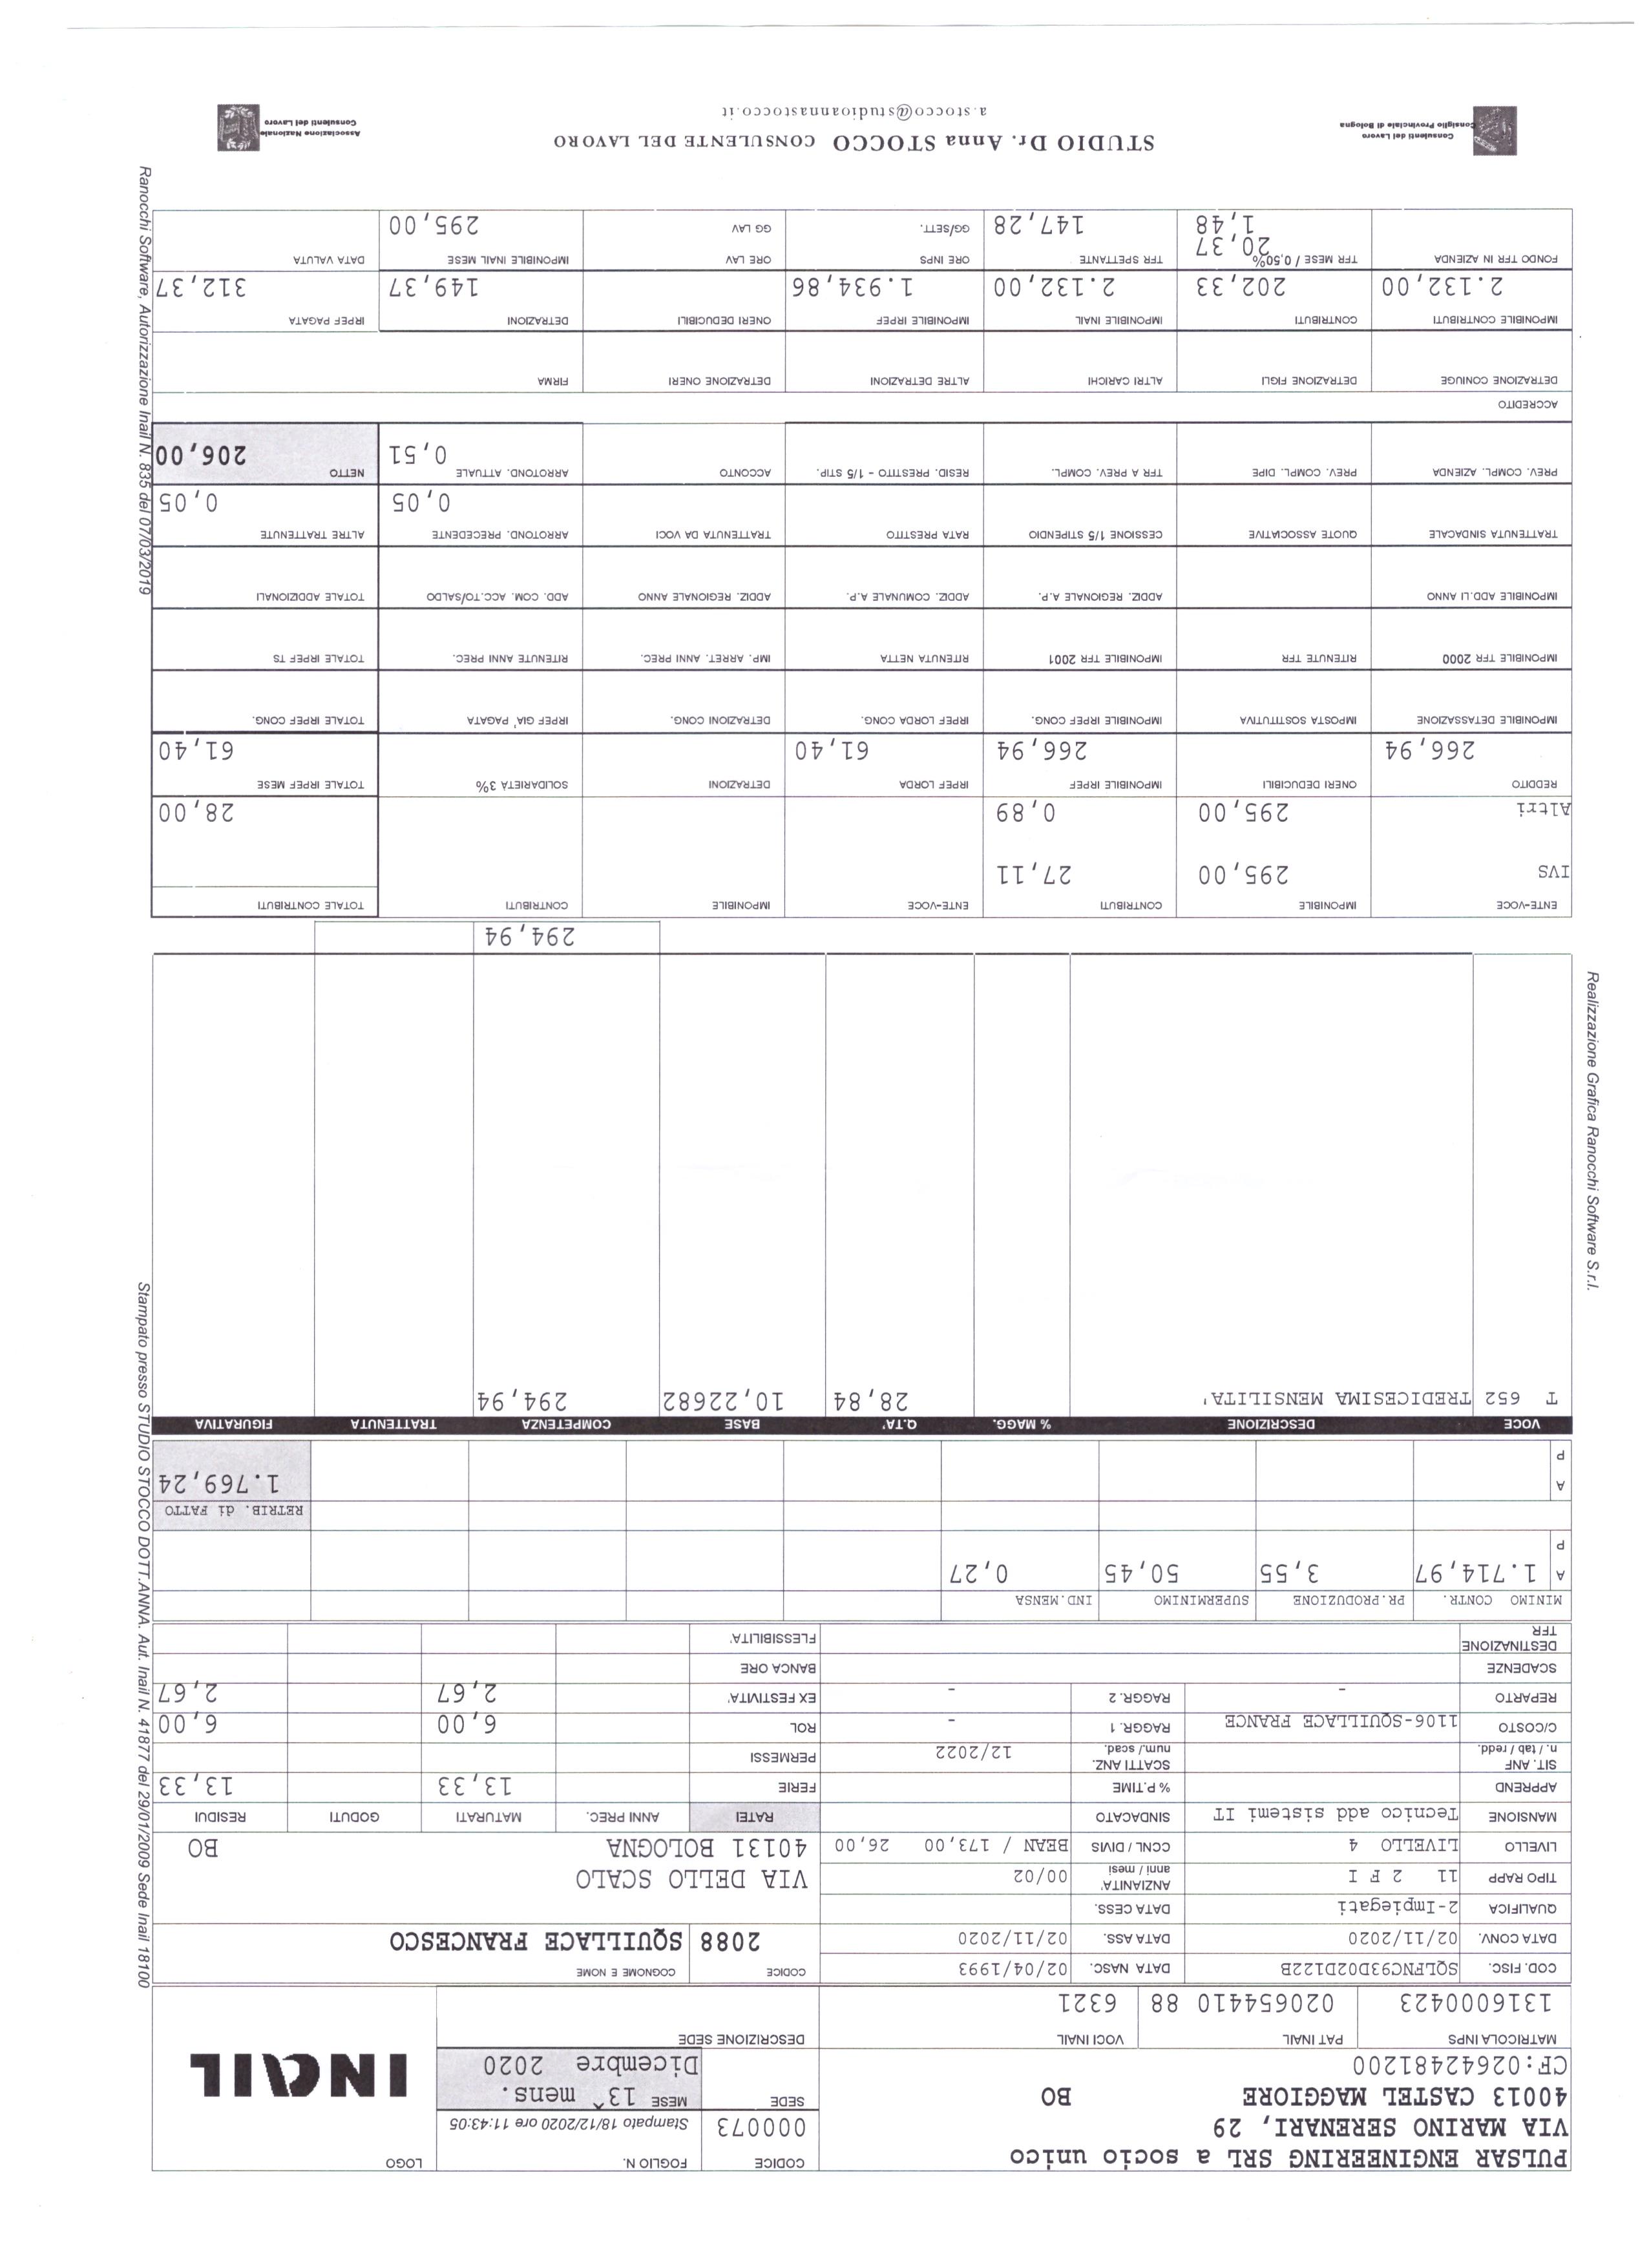 PULSAR ENGINEERING SRL a socio unico
VIA MARINO SERENARI, 29
40013 CASTEL MAGGIORE BO
CF:02642481200
CODICE FOGLIO N. LOGO
000073 Stampato 18/12/2020 ore 11:43:05
SEDE MESE 13^ mens.
Dicembre 2020
INAIL
MATRICOLA INPS PAT INAIL VOCI INAIL DESCRIZIONE SEDE
1316000423 020654410 88 6321
COD. FISC. SQLFNC93D02D122B DATA NASC. 02/04/1993 CODICE COGNOME E NOME
DATA CONV. 02/11/2020 DATA ASS. 02/11/2020 2088 SQUILLACE FRANCESCO
QUALIFICA 2-Impiegati DATA CESS.
TIPO RAPP 11 2 F I ANZIANITA' anni / mesi 00/02 VIA DELLO SCALO
LIVELLO LIVELLO 4 CCNL / DIVIS BEAN / 173,00 26,00 40131 BOLOGNA BO
MANSIONE Tecnico add sistemi IT SINDACATO RATEI ANNI PREC. MATURATI GODUTI RESIDUI
APPREND % P.TIME FERIE 13,33 13,33
SIT. ANF n. / tab / redd. SCATTI ANZ. num./ scad. 12/2022 PERMESSI
C/COSTO 1106-SQUILLACE FRANCE RAGGR. 1 - ROL 6,00 6,00
REPARTO - RAGGR. 2 - EX FESTIVITA' 2,67 2,67
SCADENZE BANCA ORE
DESTINAZIONE TFR FLESSIBILITA'
MINIMO CONTR. PR.PRODUZIONE SUPERMINIMO IND.MENSA
A 1.714,97 3,55 50,45 0,27
P
RETRIB. di FATTO
A 1.769,24
P
VOCE DESCRIZIONE % MAGG. Q.TA' BASE COMPETENZA TRATTENUTA FIGURATIVA
T 652 TREDICESIMA MENSILITA' 28,84 10,22682 294,94
294,94
ENTE-VOCE IMPONIBILE CONTRIBUTI ENTE-VOCE IMPONIBILE CONTRIBUTI TOTALE CONTRIBUTI
IVS 295,00 27,11
Altri 295,00 0,89 28,00
REDDITO ONERI DEDUCIBILI IMPONIBILE IRPEF IRPEF LORDA DETRAZIONI SOLIDARIETÀ 3% TOTALE IRPEF MESE
266,94 266,94 61,40 61,40
IMPONIBILE DETASSAZIONE IMPOSTA SOSTITUTIVA IMPONIBILE IRPEF CONG. IRPEF LORDA CONG. DETRAZIONI CONG. IRPEF GIA' PAGATA TOTALE IRPEF CONG.
IMPONIBILE TFR 2000 RITENUTE TFR IMPONIBILE TFR 2001 RITENUTA NETTA IMP. ARRET. ANNI PREC. RITENUTE ANNI PREC. TOTALE IRPEF TS
IMPONIBILE ADD.LI ANNO ADDIZ. REGIONALE A.P. ADDIZ. COMUNALE A.P. ADDIZ. REGIONALE ANNO ADD. COM. ACC.TO/SALDO TOTALE ADDIZIONALI
TRATTENUTA SINDACALE QUOTE ASSOCIATIVE CESSIONE 1/5 STIPENDIO RATA PRESTITO TRATTENUTA DA VOCI ARROTOND. PRECEDENTE ALTRE TRATTENUTE
0,05 0,05
PREV. COMPL. AZIENDA PREV. COMPL. DIPE TFR A PREV. COMPL. RESID. PRESTITO - 1/5 STIP. ACCONTO ARROTOND. ATTUALE NETTO
0,51 206,00
ACCREDITO
DETRAZIONE CONIUGE DETRAZIONE FIGLI ALTRI CARICHI ALTRE DETRAZIONI DETRAZIONE ONERI FIRMA
IMPONIBILE CONTRIBUTI CONTRIBUTI IMPONIBILE INAIL IMPONIBILE IRPEF ONERI DEDUCIBILI DETRAZIONI IRPEF PAGATA
2.132,00 202,33 2.132,00 1.934,86 149,37 312,37
FONDO TFR IN AZIENDA TFR MESE / 0,50% TFR SPETTANTE ORE INPS ORE LAV IMPONIBILE INAIL MESE DATA VALUTA
20,37
1,48 147,28 GG/SETT. GG LAV 295,00
Consulenti del Lavoro
Consiglio Provinciale di Bologna
STUDIO Dr. Anna STOCCO CONSULENTE DEL LAVORO
a.stocco@studioannastocco.it
Associazione Nazionale
Consulenti del Lavoro
Realizzazione Grafica Ranocchi Software S.r.l.
Stampato presso STUDIO STOCCO DOTT.ANNA. Aut. Inail N. 41877 del 29/01/2009 Sede Inail 18100
Ranocchi Software, Autorizzazione Inail N. 835 del 07/03/2019